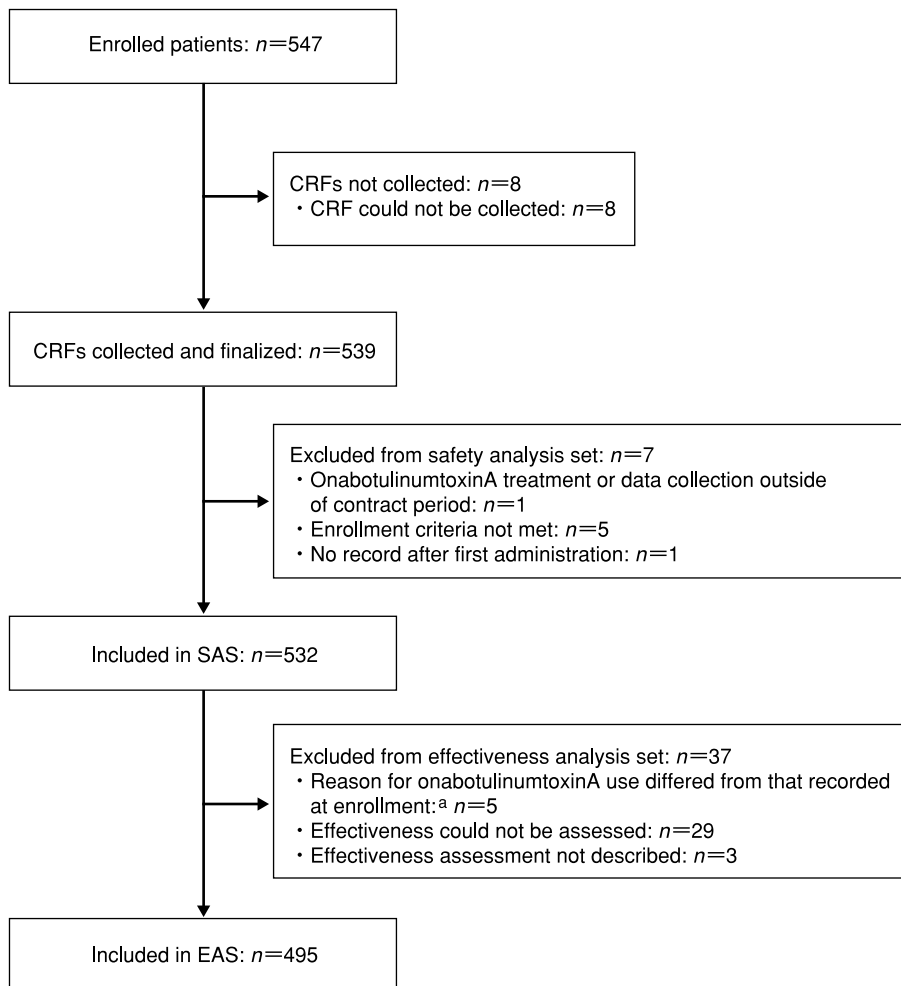 Enrolled patients: n=547
CRFs not collected: n=8
・CRF could not be collected: n=8
CRFs collected and finalized: n=539
Excluded from safety analysis set: n=7
・OnabotulinumtoxinA treatment or data collection outside
of contract period: n=1
・Enrollment criteria not met: n=5
・No record after first administration: n=1
Included in SAS: n=532
Excluded from effectiveness analysis set: n=37
・Reason for onabotulinumtoxinA use differed from that recorded
at enrollment:ᵃ n=5
・Effectiveness could not be assessed: n=29
・Effectiveness assessment not described: n=3
Included in EAS: n=495